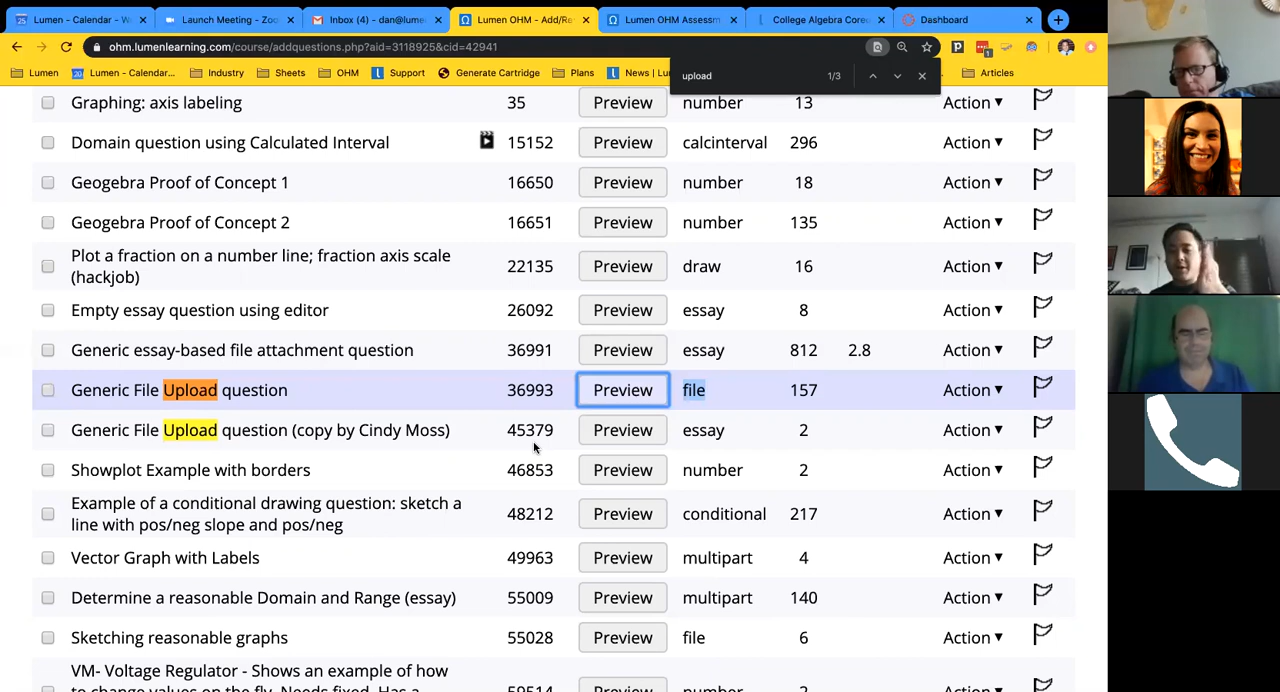 Lumen - Calendar - W
Launch Meeting - Zoo
Inbox (4) - dan@lume
Lumen OHM - Add/Re
Lumen OHM Assessm
College Algebra Coreq
Dashboard
ohm.lumenlearning.com/course/addquestions.php?aid=3118925&cid=42941
Lumen
Lumen - Calendar...
Industry
Sheets
OHM
Support
Generate Cartridge
Plans
News | Lu
Articles
upload 1/3
Graphing: axis labeling 35 Preview number 13 Action ▾
Domain question using Calculated Interval 15152 Preview calcinterval 296 Action ▾
Geogebra Proof of Concept 1 16650 Preview number 18 Action ▾
Geogebra Proof of Concept 2 16651 Preview number 135 Action ▾
Plot a fraction on a number line; fraction axis scale
(hackjob) 22135 Preview draw 16 Action ▾
Empty essay question using editor 26092 Preview essay 8 Action ▾
Generic essay-based file attachment question 36991 Preview essay 812 2.8 Action ▾
Generic File Upload question 36993 Preview file 157 Action ▾
Generic File Upload question (copy by Cindy Moss) 45379 Preview essay 2 Action ▾
Showplot Example with borders 46853 Preview number 2 Action ▾
Example of a conditional drawing question: sketch a
line with pos/neg slope and pos/neg 48212 Preview conditional 217 Action ▾
Vector Graph with Labels 49963 Preview multipart 4 Action ▾
Determine a reasonable Domain and Range (essay) 55009 Preview multipart 140 Action ▾
Sketching reasonable graphs 55028 Preview file 6 Action ▾
VM- Voltage Regulator - Shows an example of how